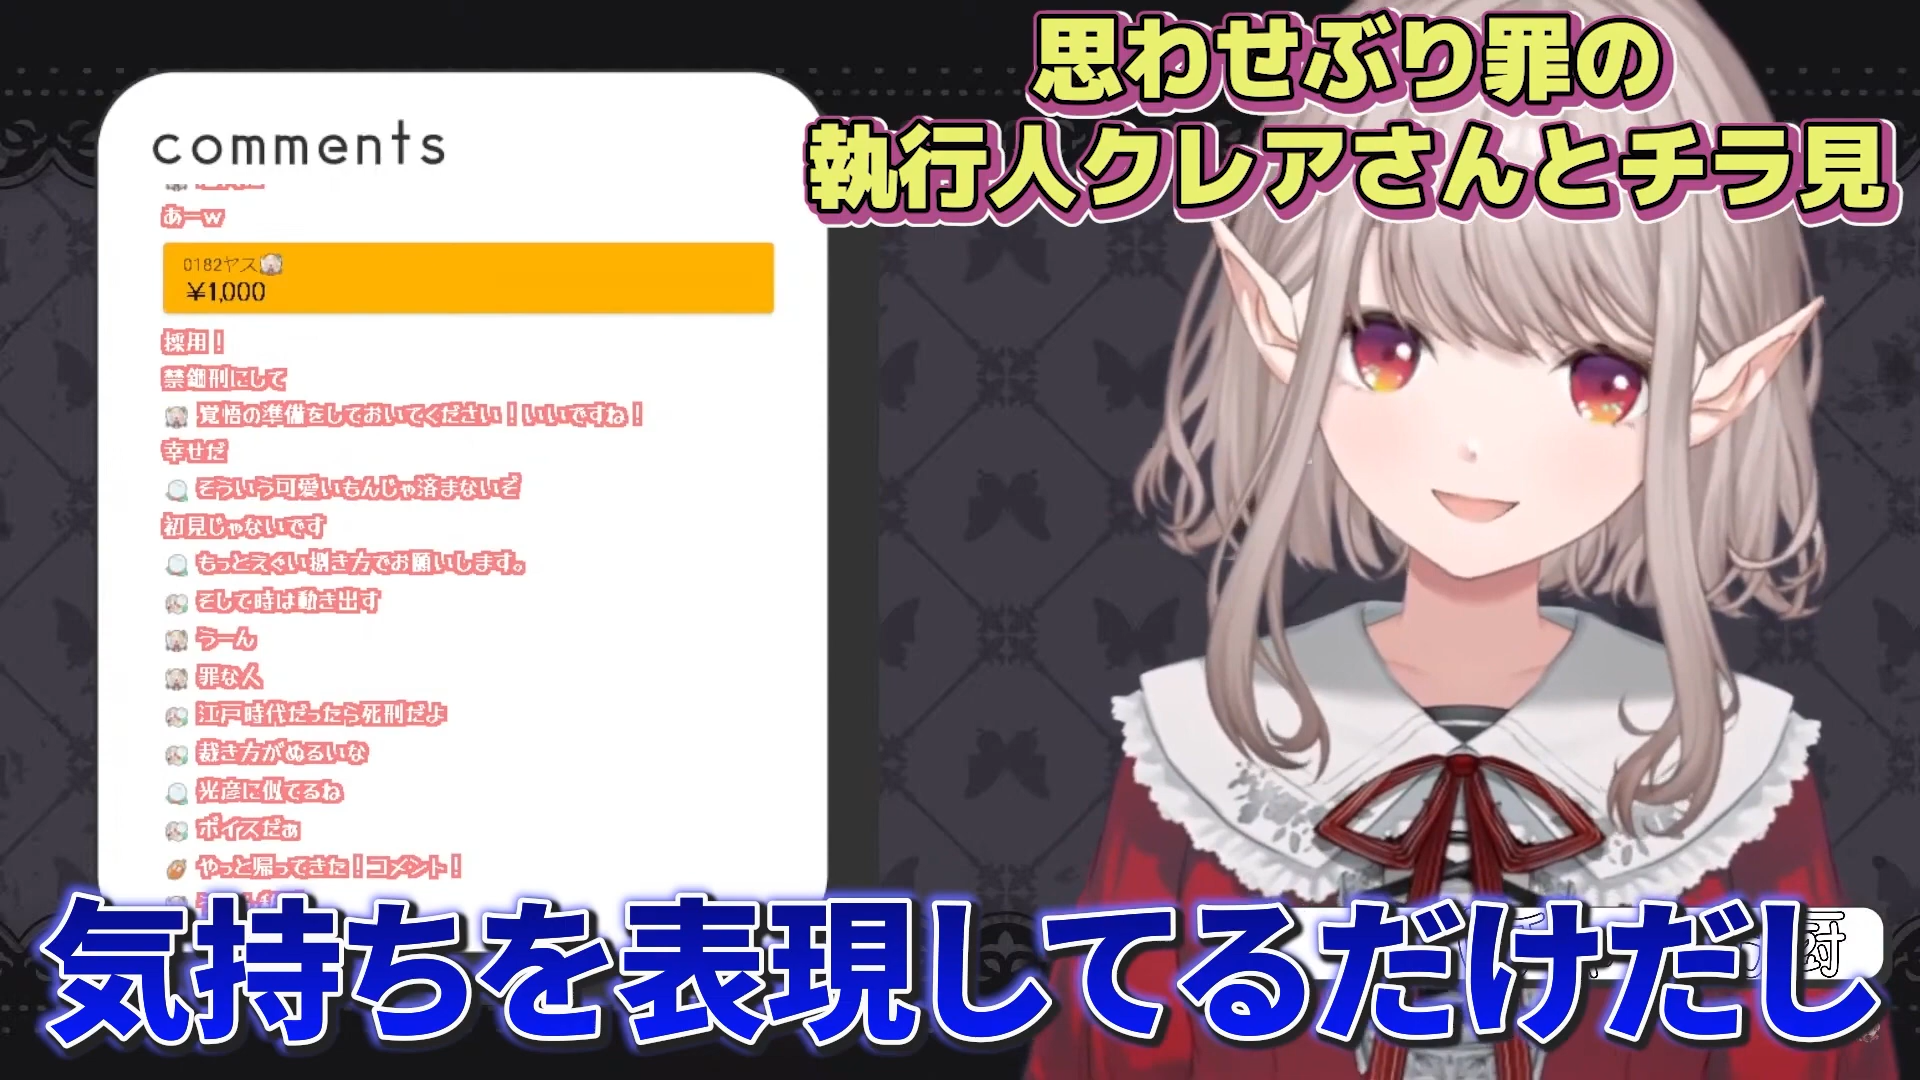 思わせぶり罪の
執行人クレアさんとチラ見
comments
あーw
0182ヤス
¥1,000
採用！
禁錮刑にして
覚悟の準備をしておいてください！いいですね！
幸せだ
そういう可愛いもんじゃ済まないぞ
初見じゃないです
もっとえぐい捌き方でお願いします。
そして時は動き出す
うーん
罪な人
江戸時代だったら死刑だよ
裁き方がぬるいな
光彦に似てるね
ボイスだぁ
やっと帰ってきた！コメント！
気持ちを表現してるだけだし